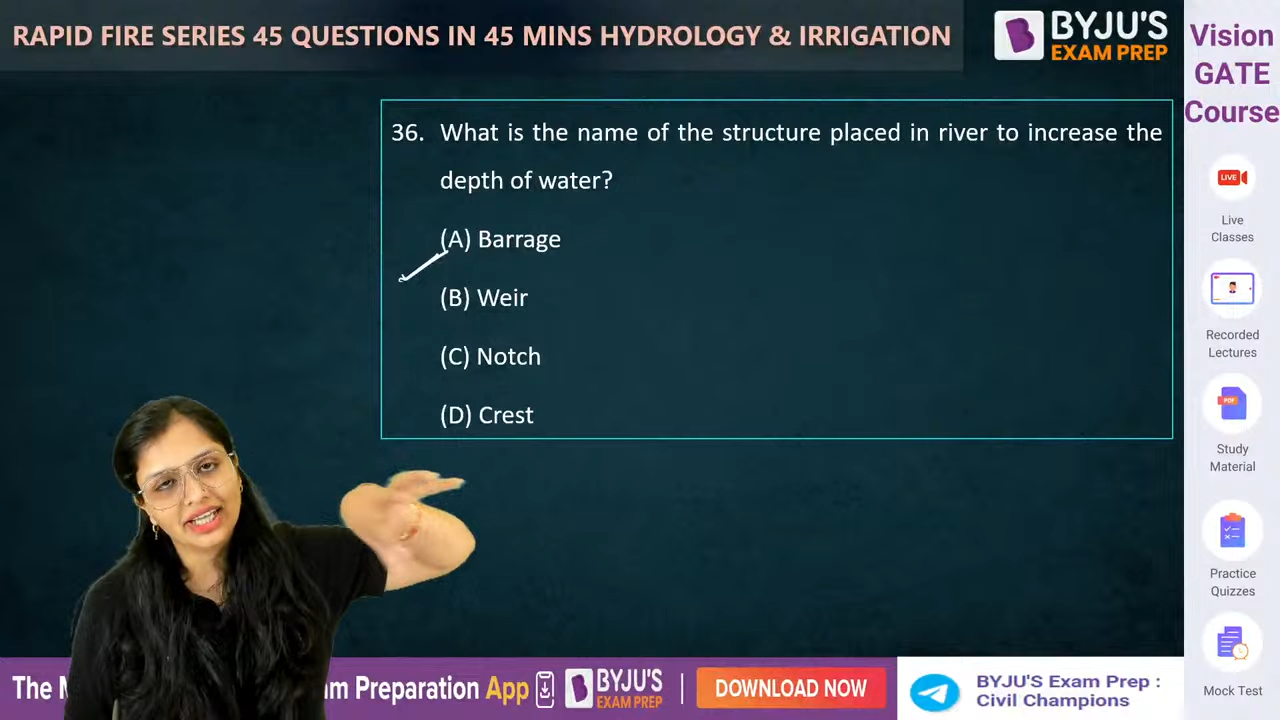 RAPID FIRE SERIES 45 QUESTIONS IN 45 MINS HYDROLOGY & IRRIGATION
BYJU'S
EXAM PREP
Vision
GATE
Course
36. What is the name of the structure placed in river to increase the
depth of water?
(A) Barrage
(B) Weir
(C) Notch
(D) Crest
LIVE
Live
Classes
Recorded
Lectures
PDF
Study
Material
Practice
Quizzes
Mock Test
The
am Preparation App
BYJU'S
EXAM PREP
DOWNLOAD NOW
BYJU'S Exam Prep :
Civil Champions